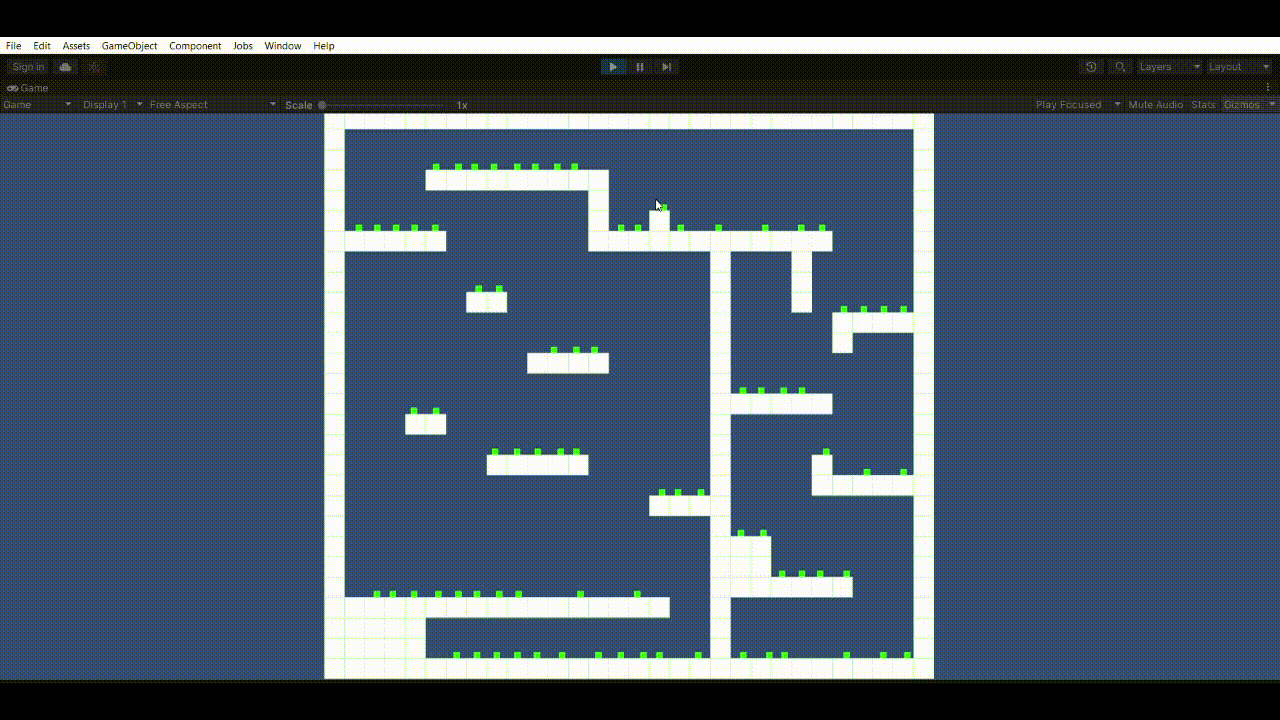 File Edit Assets GameObject Component Jobs Window Help
Sign in Layers Layout
Game
Game Display 1 Free Aspect Scale 1x Play Focused Mute Audio Stats Gizmos